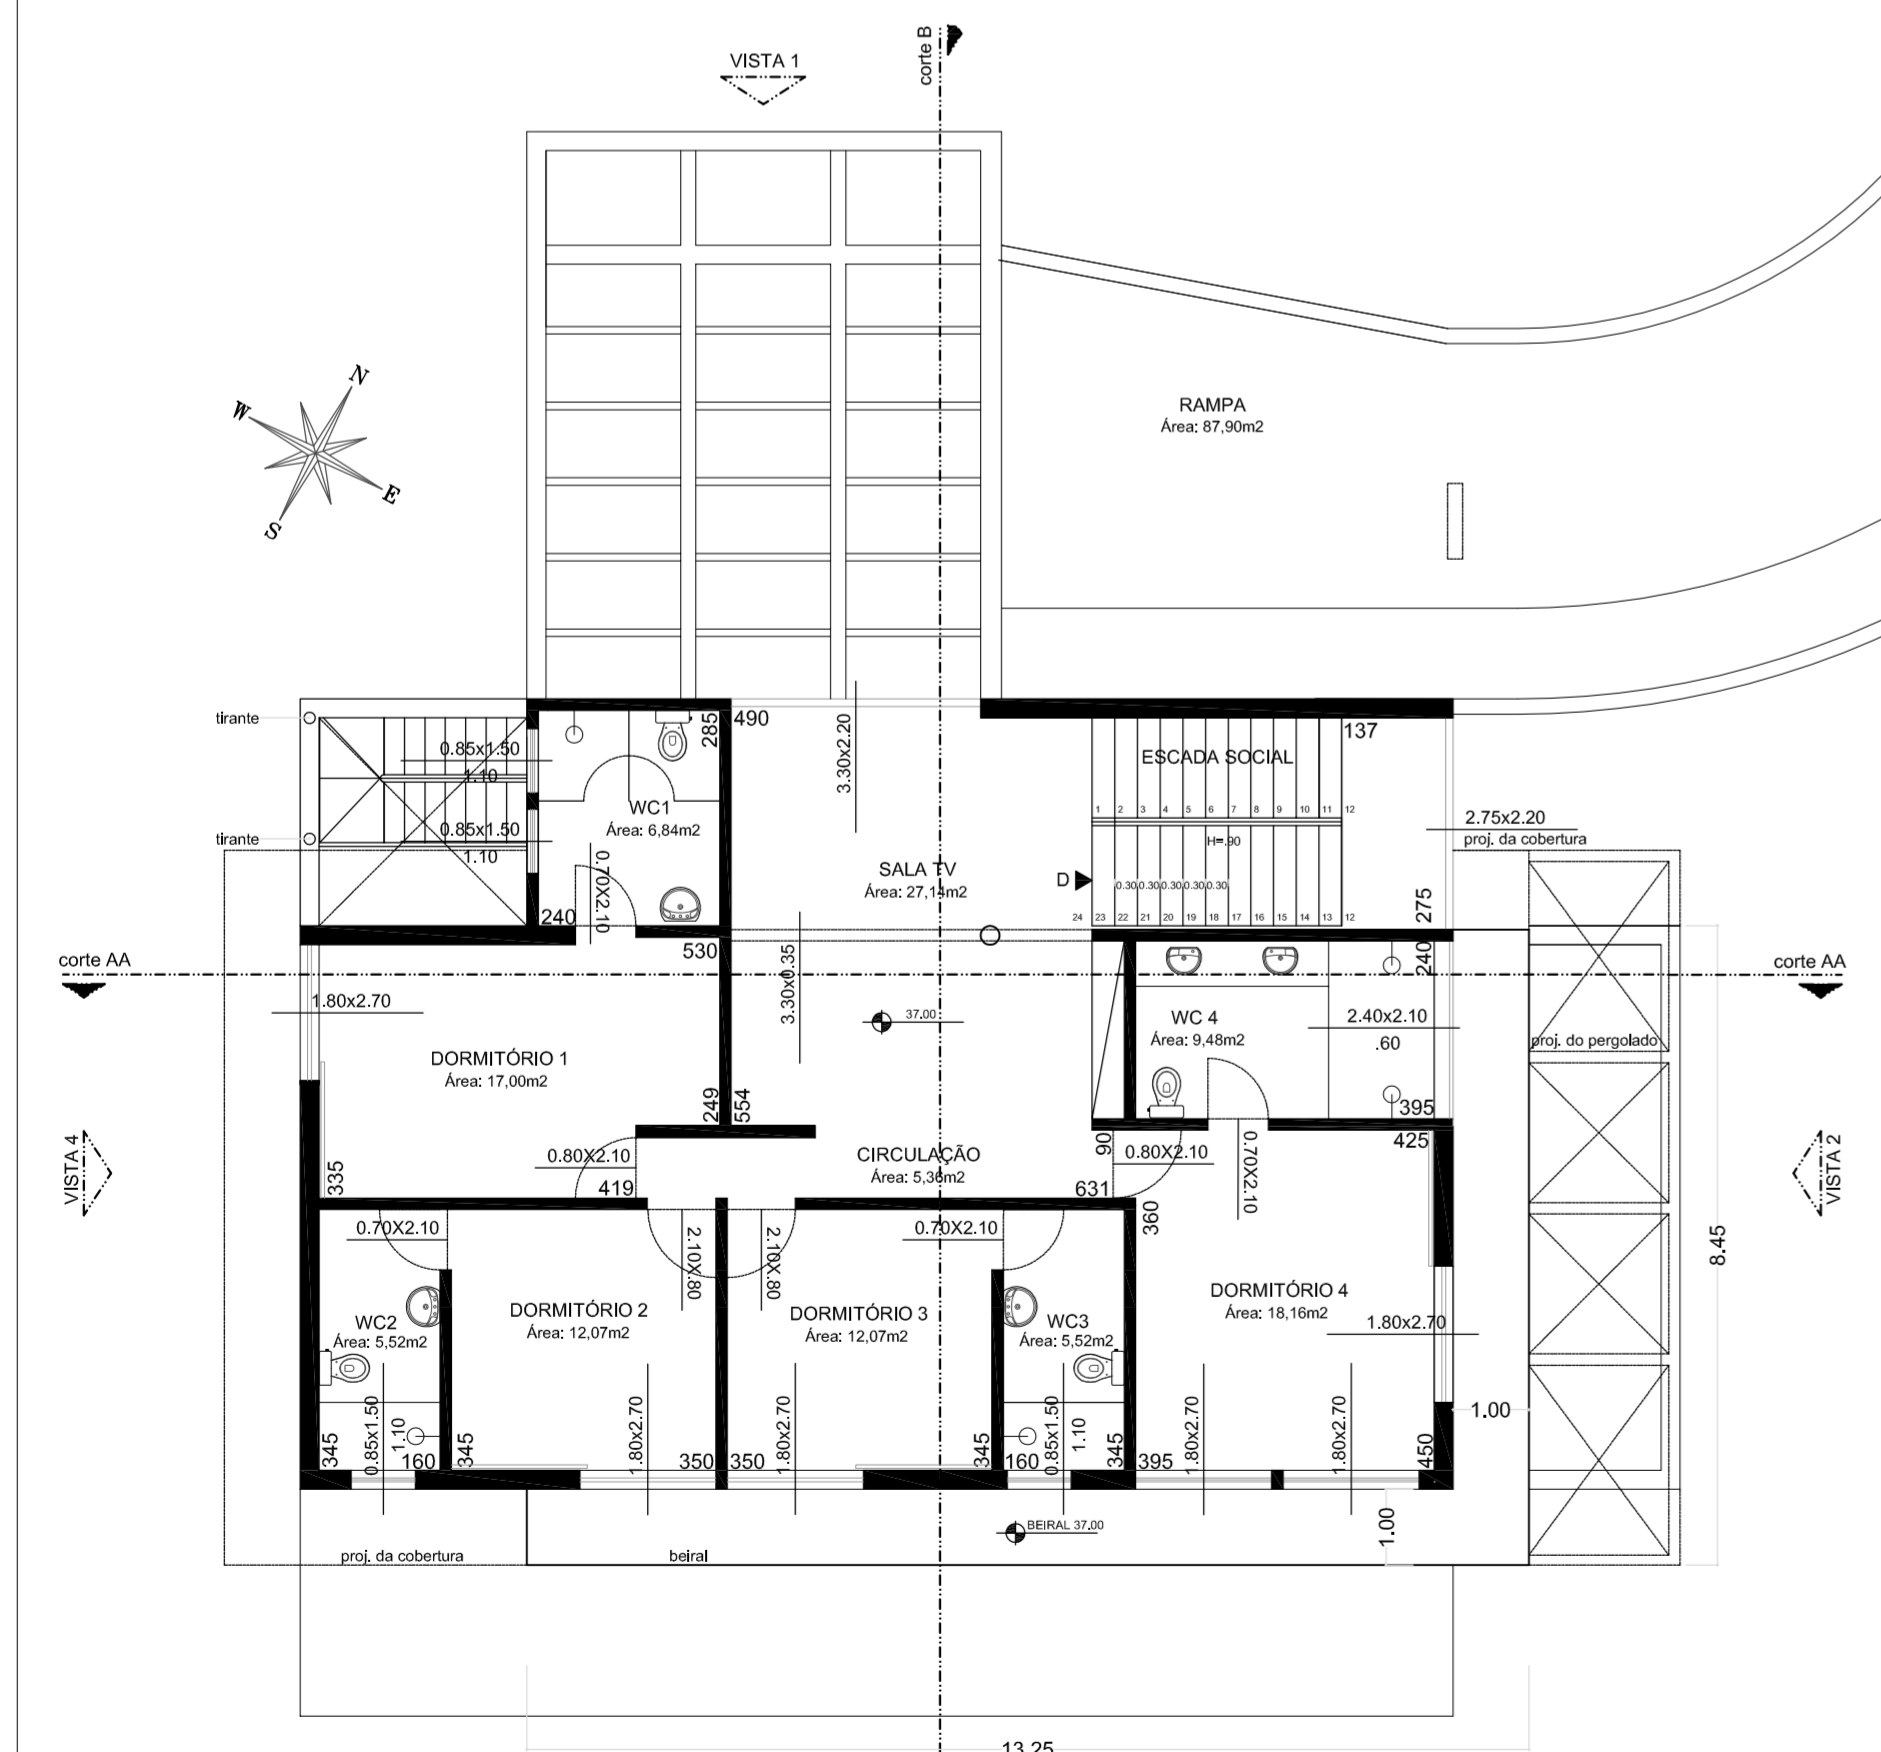 corte B
VISTA 1
N
W
E
S
RAMPA
Área: 87,90m2
tirante
tirante
0.85x1.50
1.10
0.85x1.50
1.10
285
490
WC1
Área: 6,84m2
0.70X2.10
240
3.30x2.20
SALA TV
Área: 27,14m2
137
ESCADA SOCIAL
1 2 3 4 5 6 7 8 9 10 11 12
H=.90
D
0.30 0.30 0.30 0.30 0.30
24 23 22 21 20 19 18 17 16 15 14 13 12
275
2.75x2.20
proj. da cobertura
corte AA
corte AA
530
3.30x0.35
240
1.80x2.70
37.00
WC 4
Área: 9,48m2
2.40x2.10
.60
proj. do pergolado
DORMITÓRIO 1
Área: 17,00m2
249
554
395
425
VISTA 4
VISTA 2
335
0.80X2.10
419
CIRCULAÇÃO
Área: 5,36m2
631
90
0.80X2.10
0.70X2.10
360
0.70X2.10
2.10X.80
2.10X.80
0.70X2.10
8.45
DORMITÓRIO 2
Área: 12,07m2
DORMITÓRIO 3
Área: 12,07m2
DORMITÓRIO 4
Área: 18,16m2
WC2
Área: 5,52m2
WC3
Área: 5,52m2
1.80x2.70
345
0.85x1.50
1.10
160
345
1.80x2.70
350
350
1.80x2.70
345
160
0.85x1.50
1.10
345
395
1.80x2.70
1.80x2.70
450
1.00
1.00
BEIRAL 37.00
proj. da cobertura
beiral
13.25